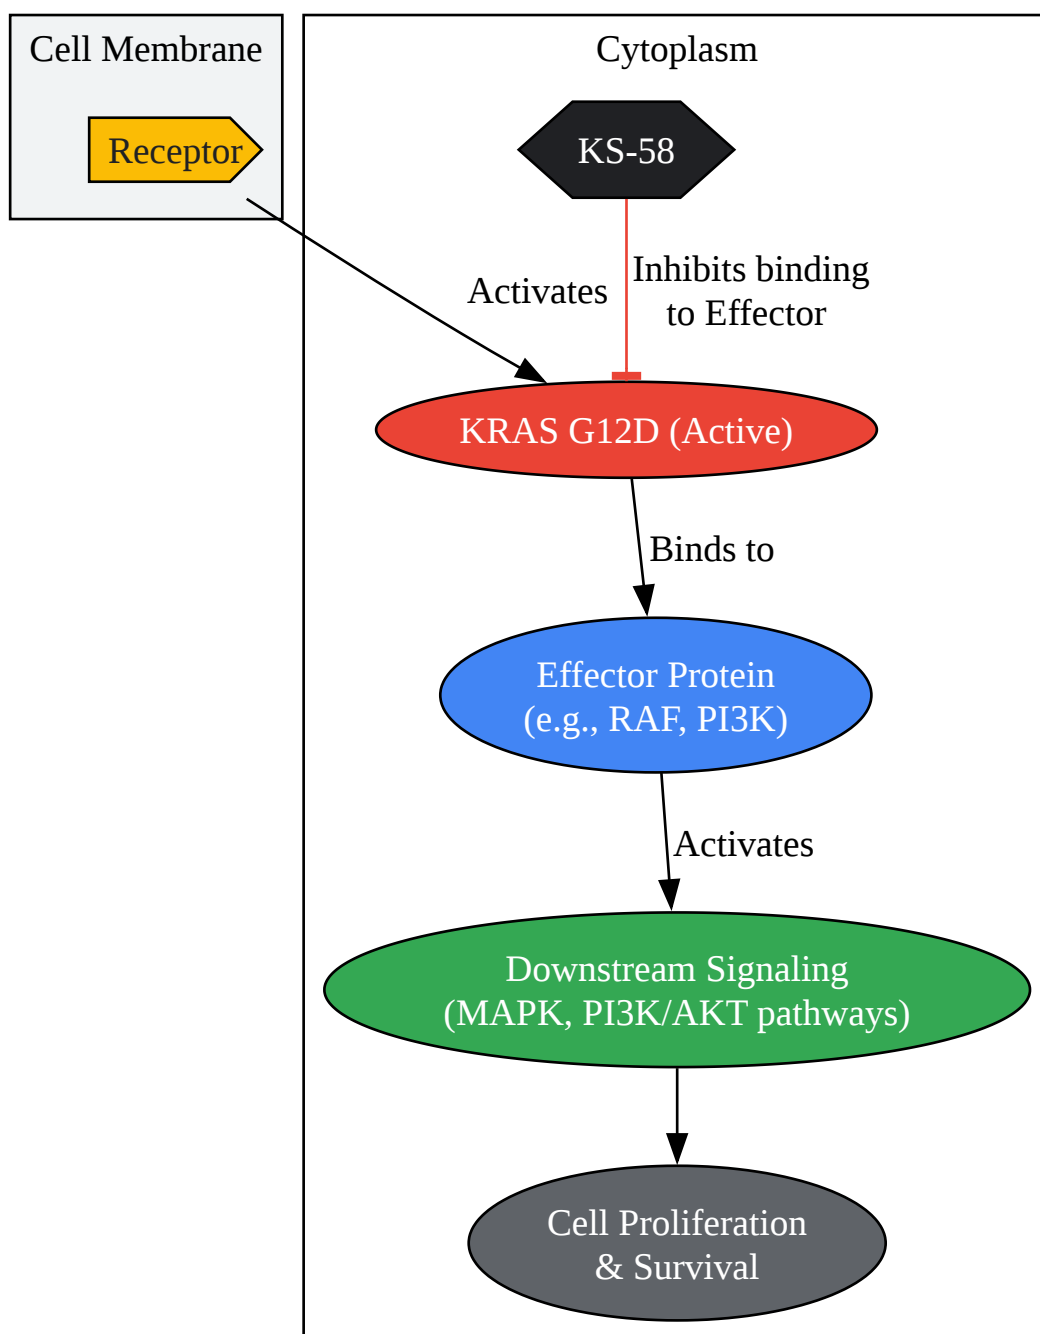 Cell Membrane
Receptor
Cytoplasm
KS-58
Activates
Inhibits binding
to Effector
KRAS G12D (Active)
Binds to
Effector Protein
(e.g., RAF, PI3K)
Activates
Downstream Signaling
(MAPK, PI3K/AKT pathways)
Cell Proliferation
& Survival